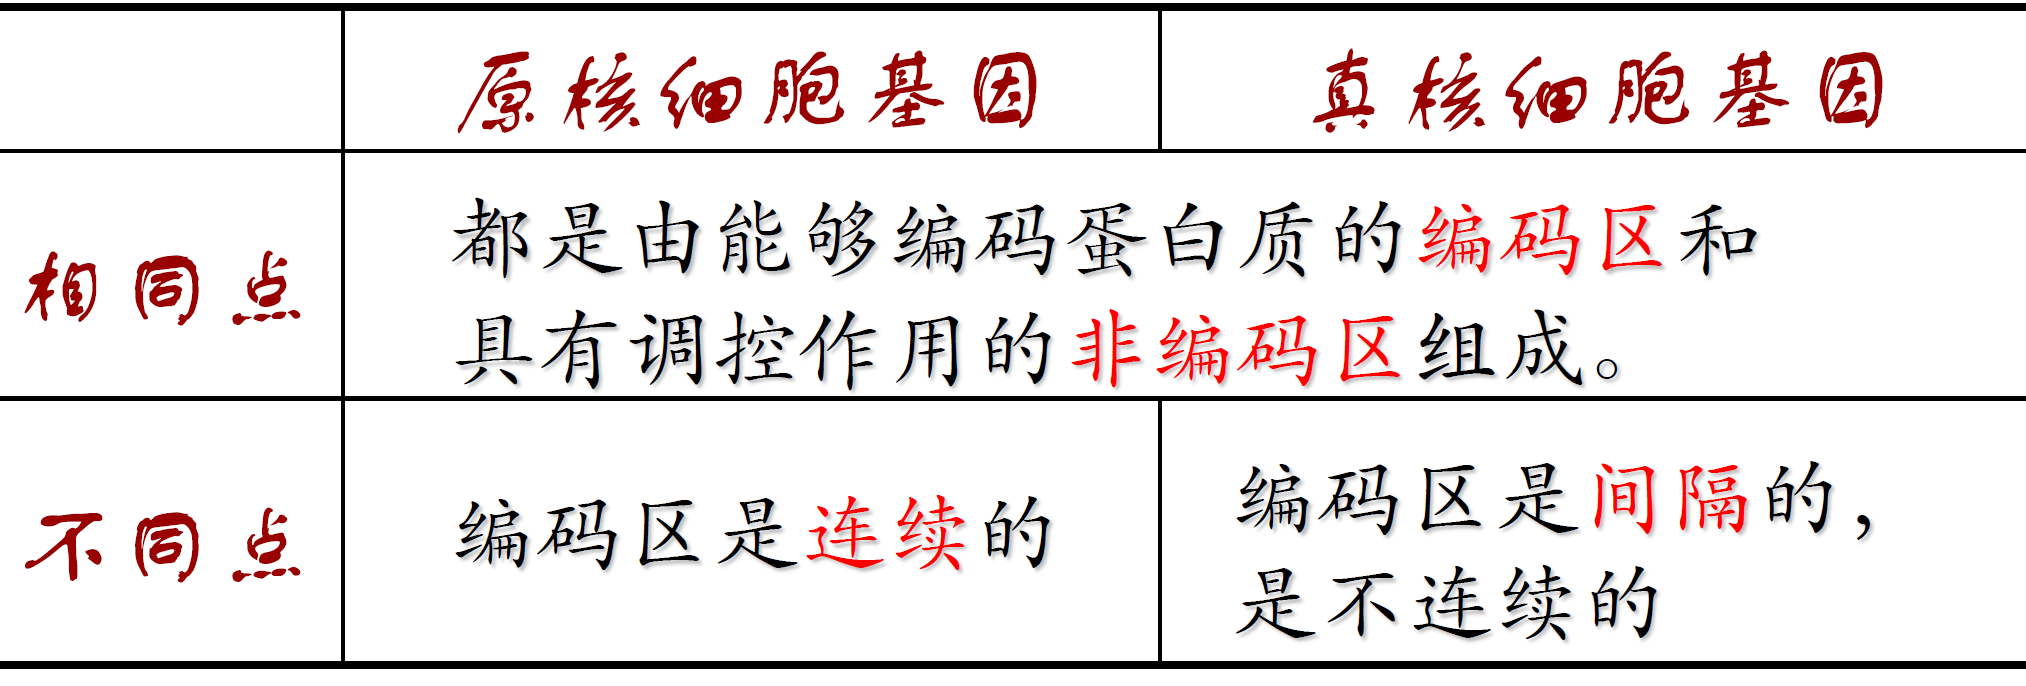 原核细胞基因
真核细胞基因
相同点
都是由能够编码蛋白质的编码区和
具有调控作用的非编码区组成。
不同点
编码区是连续的
编码区是间隔的，
是不连续的